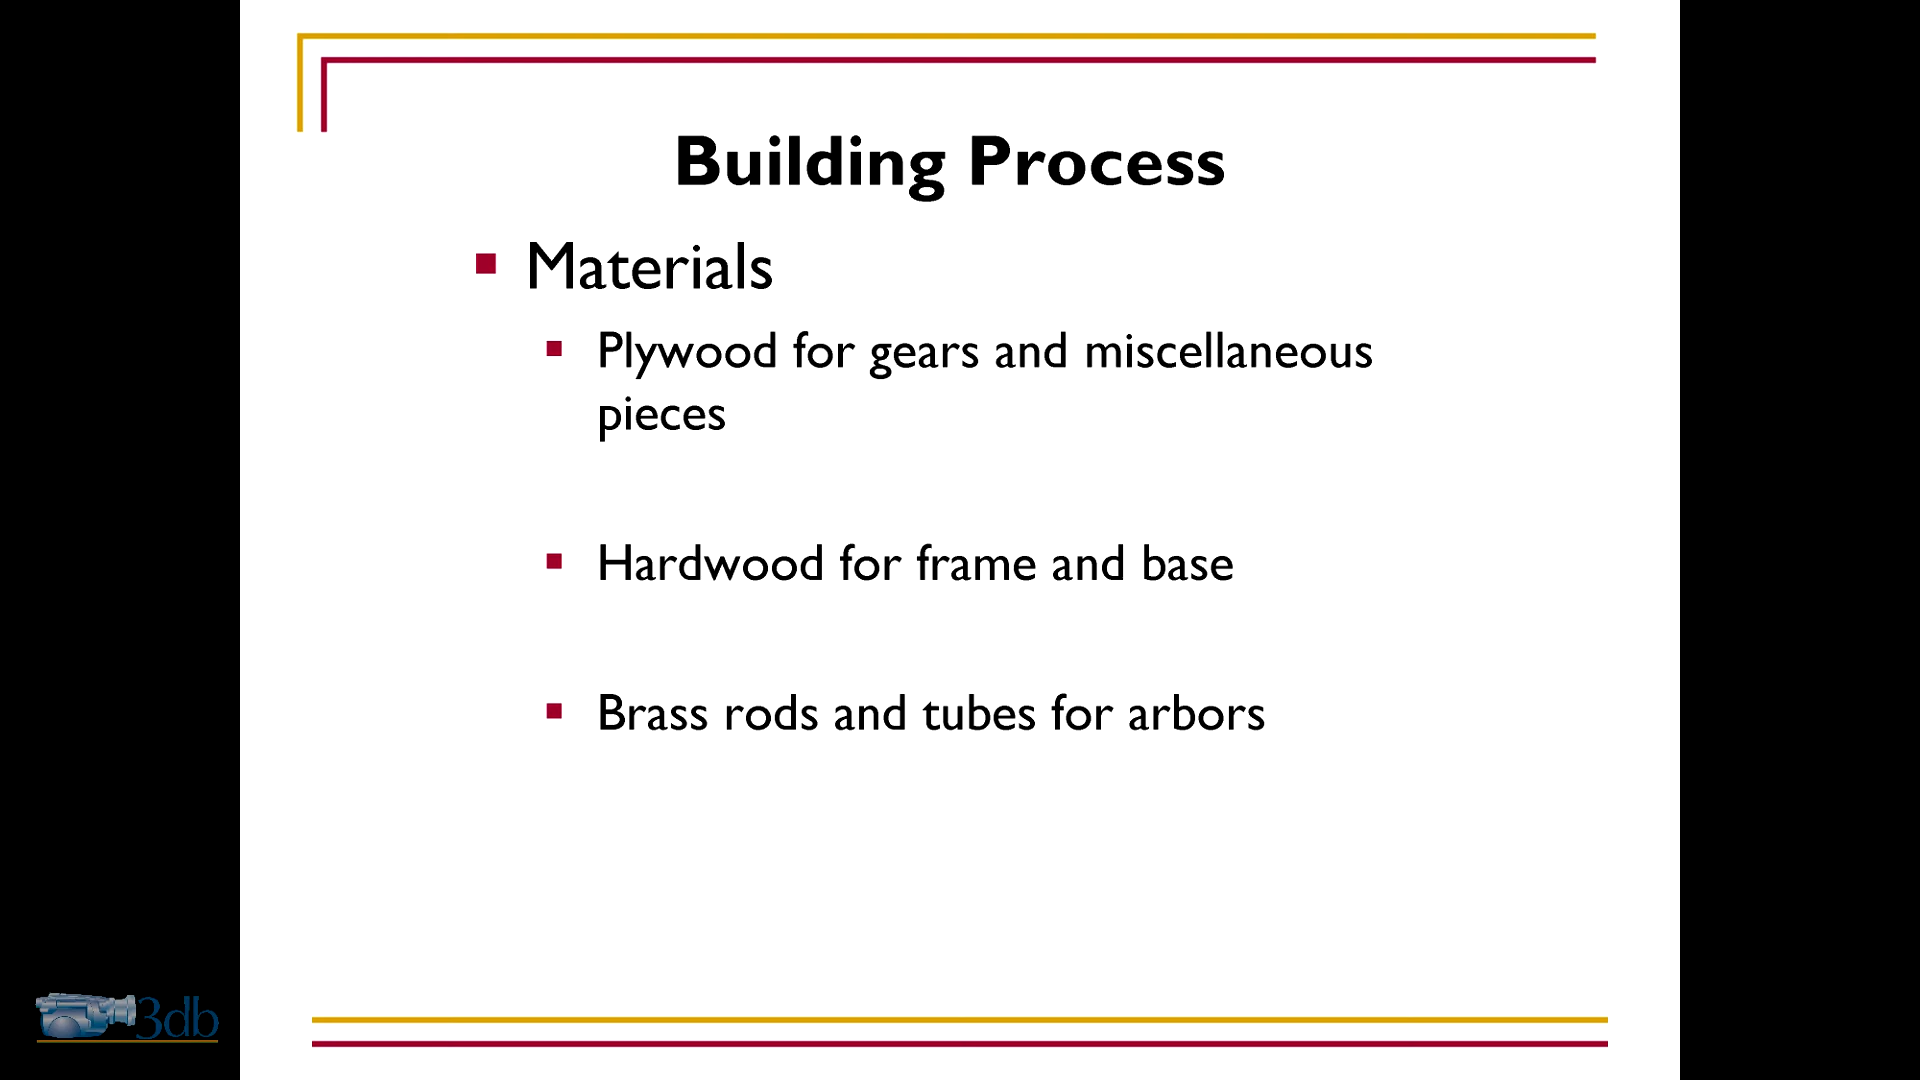 Building Process
Materials
Plywood for gears and miscellaneous
pieces
Hardwood for frame and base
Brass rods and tubes for arbors
3db